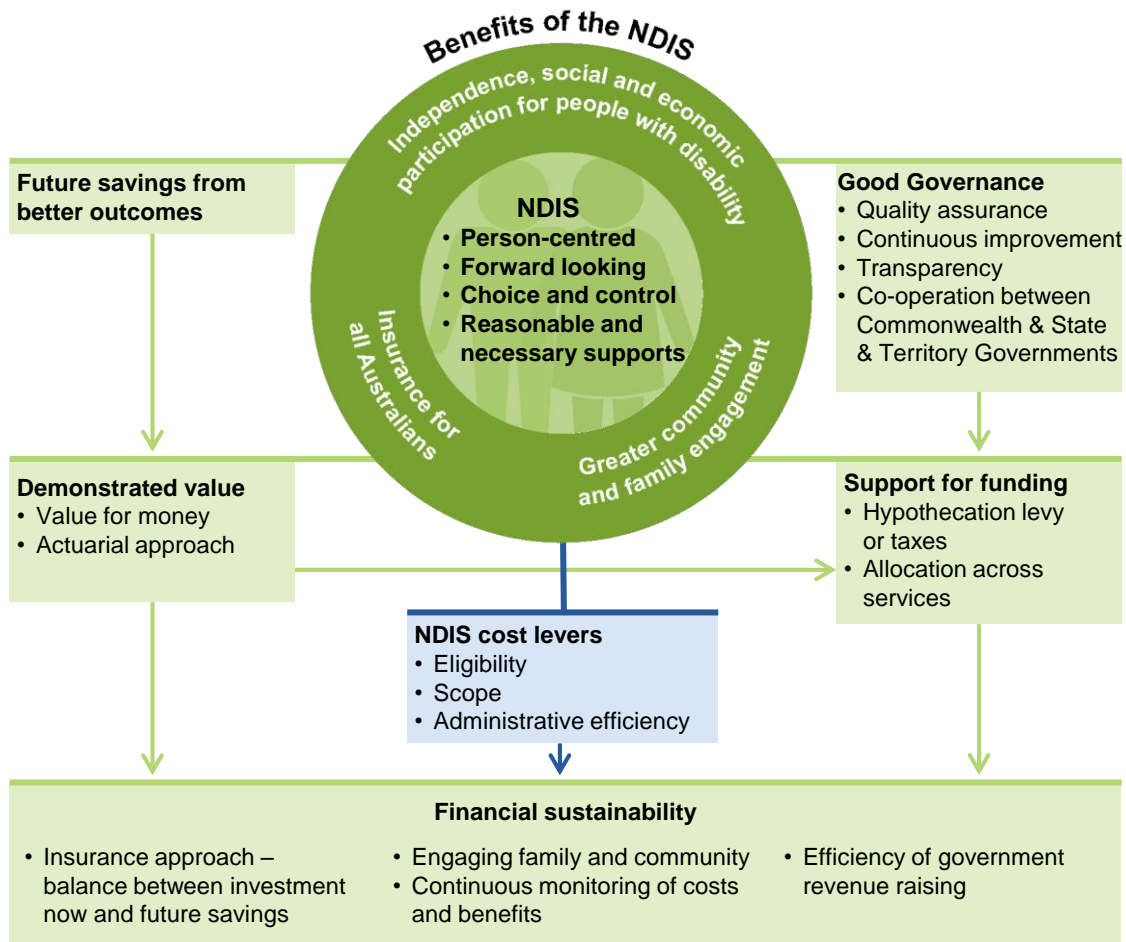 Benefits of the NDIS
Independence, social and economic
participation for people with disability
Insurance for
all Australians
Greater community
and family engagement
NDIS
• Person-centred
• Forward looking
• Choice and control
• Reasonable and
necessary supports
Future savings from
better outcomes
Good Governance
• Quality assurance
• Continuous improvement
• Transparency
• Co-operation between
Commonwealth & State
& Territory Governments
Demonstrated value
• Value for money
• Actuarial approach
Support for funding
• Hypothecation levy
or taxes
• Allocation across
services
NDIS cost levers
• Eligibility
• Scope
• Administrative efficiency
Financial sustainability
• Insurance approach –
balance between investment
now and future savings
• Engaging family and community
• Continuous monitoring of costs
and benefits
• Efficiency of government
revenue raising